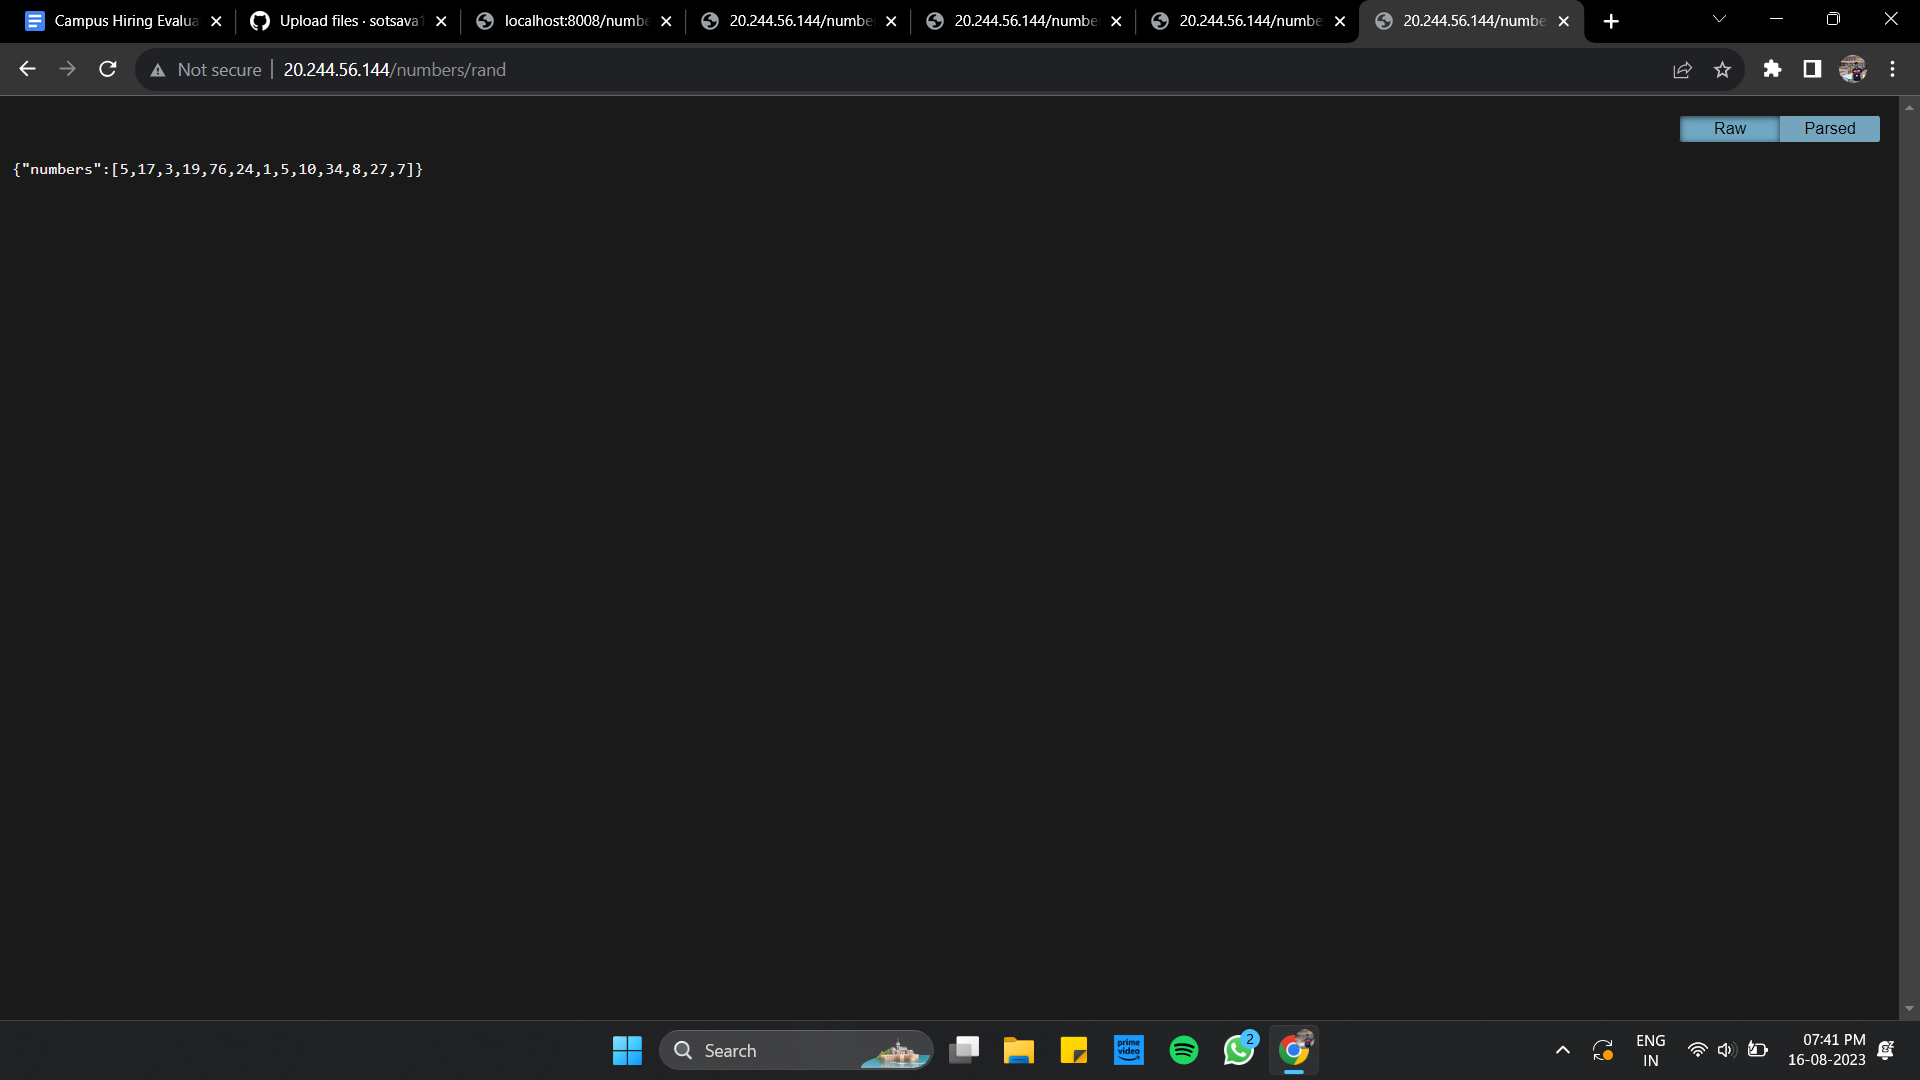 Campus Hiring Evalua
Upload files · sotsava1
localhost:8008/numbe
20.244.56.144/numbe
20.244.56.144/numbe
20.244.56.144/numbe
20.244.56.144/numbe
Not secure
20.244.56.144/numbers/rand
Raw
Parsed
{"numbers":[5,17,3,19,76,24,1,5,10,34,8,27,7]}
Search
prime
video
2
ENG
IN
07:41 PM
16-08-2023